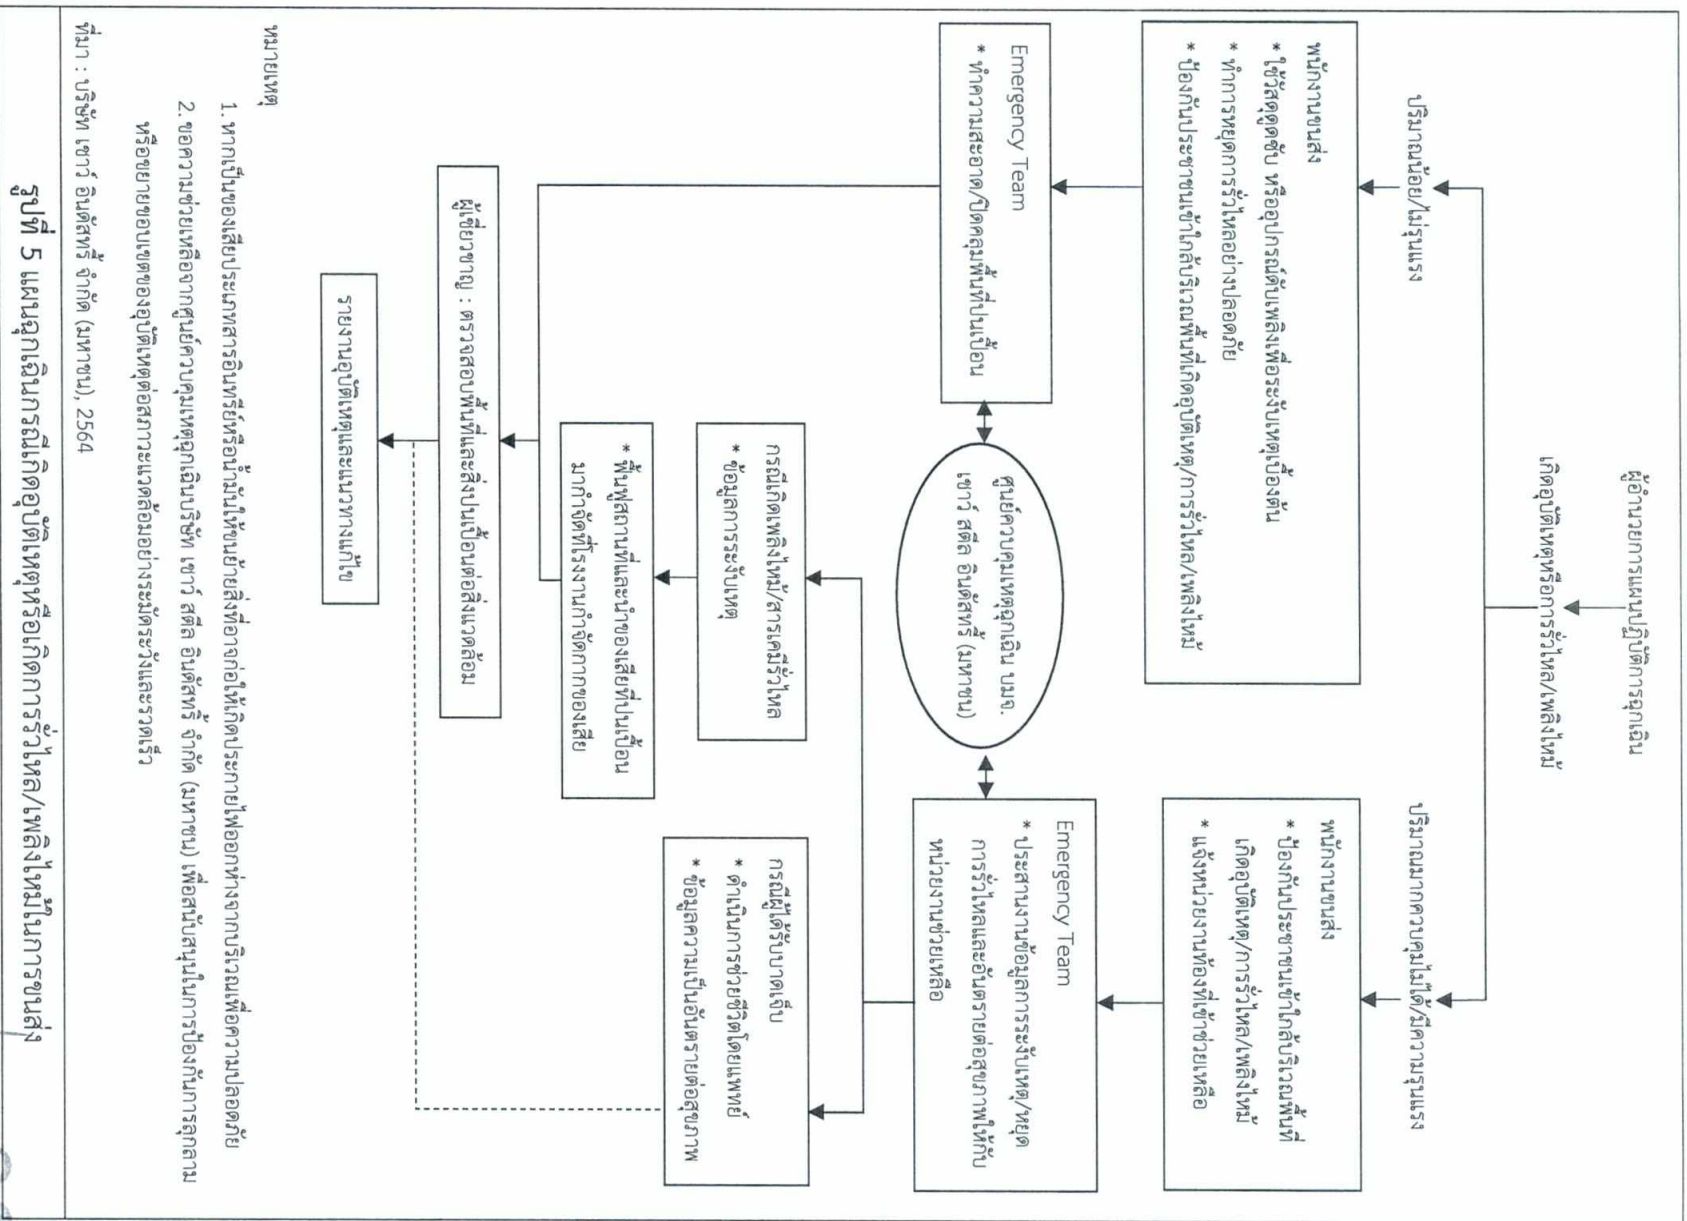 ผู้อำนวยการแผนปฏิบัติการฉุกเฉิน
เกิดอุบัติเหตุหรือการรั่วไหล/เพลิงไหม้
ปริมาณน้อย/ไม่รุนแรง
ปริมาณมากควบคุมไม่ได้/มีความรุนแรง
พนักงานขนส่ง
* ใช้วัสดุดูดซับ หรืออุปกรณ์ดับเพลิงเพื่อระงับเหตุเบื้องต้น
* ทำการหยุดการรั่วไหลอย่างปลอดภัย
* ป้องกันประชาชนเข้าใกล้บริเวณพื้นที่เกิดอุบัติเหตุ/การรั่วไหล/เพลิงไหม้
พนักงานขนส่ง
* ป้องกันประชาชนเข้าใกล้บริเวณพื้นที่
เกิดอุบัติเหตุ/การรั่วไหล/เพลิงไหม้
* แจ้งหน่วยงานท้องที่เข้าช่วยเหลือ
Emergency Team
* ทำความสะอาด/ปิดคลุมพื้นที่ปนเปื้อน
ศูนย์ควบคุมเหตุฉุกเฉิน บมจ.
เชาว์ สตีล อินดัสทรี้ (มหาชน)
Emergency Team
* ประสานงานข้อมูลการระงับเหตุ/หยุด
การรั่วไหลและอันตรายต่อสุขภาพให้กับ
หน่วยงานช่วยเหลือ
กรณีเกิดเพลิงไหม้/สารเคมีรั่วไหล
* ข้อมูลการระงับเหตุ
กรณีผู้ได้รับบาดเจ็บ
* ดำเนินการช่วยชีวิตโดยแพทย์
* ข้อมูลความเป็นอันตรายต่อสุขภาพ
* ฟื้นฟูสถานที่และนำของเสียที่ปนเปื้อน
มากำจัดที่โรงงานกำจัดกากของเสีย
ผู้เชี่ยวชาญ : ตรวจสอบพื้นที่และสิ่งปนเปื้อนต่อสิ่งแวดล้อม
รายงานอุบัติเหตุและแนวทางแก้ไข
หมายเหตุ
1. หากเป็นของเสียประเภทสารอินทรีย์หรือน้ำมันให้ขนย้ายสิ่งที่อาจก่อให้เกิดประกายไฟออกห่างจากบริเวณเพื่อความปลอดภัย
2. ขอความช่วยเหลือจากศูนย์ควบคุมเหตุฉุกเฉินบริษัท เชาว์ สตีล อินดัสทรี้ จำกัด (มหาชน) เพื่อสนับสนุนในการป้องกันการลุกลาม
หรือขยายขอบเขตของอุบัติเหตุต่อสภาวะแวดล้อมอย่างระมัดระวังและรวดเร็ว
ที่มา : บริษัท เชาว์ อินดัสทรี้ จำกัด (มหาชน), 2564
รูปที่ 5 แผนฉุกเฉินกรณีเกิดอุบัติเหตุหรือเกิดการรั่วไหล/เพลิงไหม้ในการขนส่ง